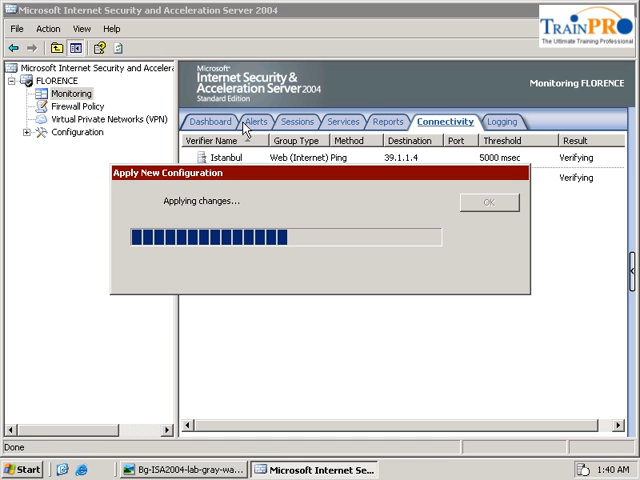 Microsoft Internet Security and Acceleration Server 2004
TrainPRO
The Ultimate Training Professional
File Action View Help
Microsoft Internet Security and Accelera
FLORENCE
Monitoring
Firewall Policy
Virtual Private Networks (VPN)
Configuration
Microsoft®
Internet Security &
Acceleration Server 2004
Standard Edition
Monitoring FLORENCE
Dashboard Alerts Sessions Services Reports Connectivity Logging
Verifier Name Group Type Method Destination Port Threshold Result
Istanbul Web (Internet) Ping 39.1.1.4 5000 msec Verifying
Verifying
Apply New Configuration
Applying changes...
OK
Done
Start Bg-ISA2004-lab-gray-wa... Microsoft Internet Se... 1:40 AM